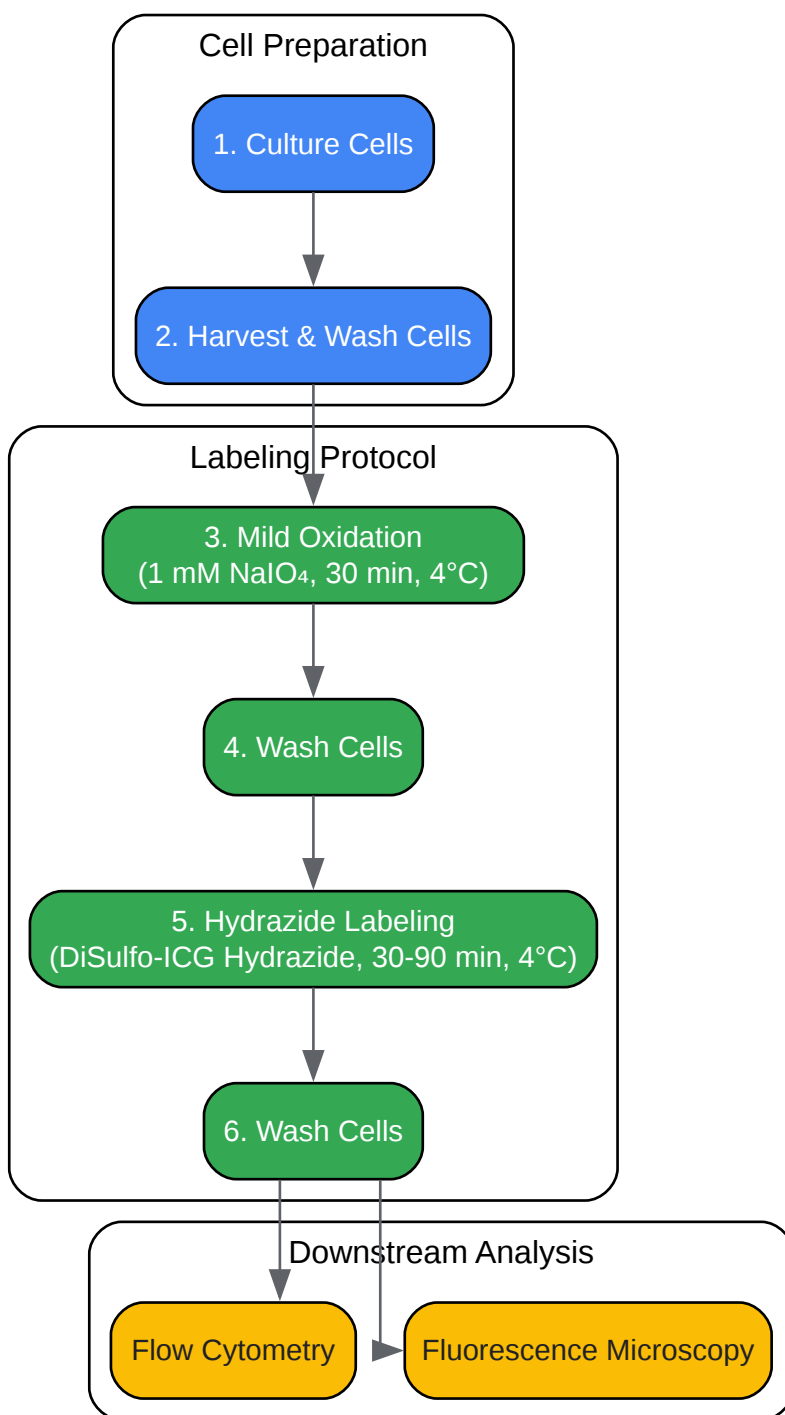 Cell Preparation
1. Culture Cells
2. Harvest & Wash Cells
Labeling Protocol
3. Mild Oxidation
(1 mM NaIO₄, 30 min, 4°C)
4. Wash Cells
5. Hydrazide Labeling
(DiSulfo-ICG Hydrazide, 30-90 min, 4°C)
6. Wash Cells
Downstream Analysis
Flow Cytometry
Fluorescence Microscopy